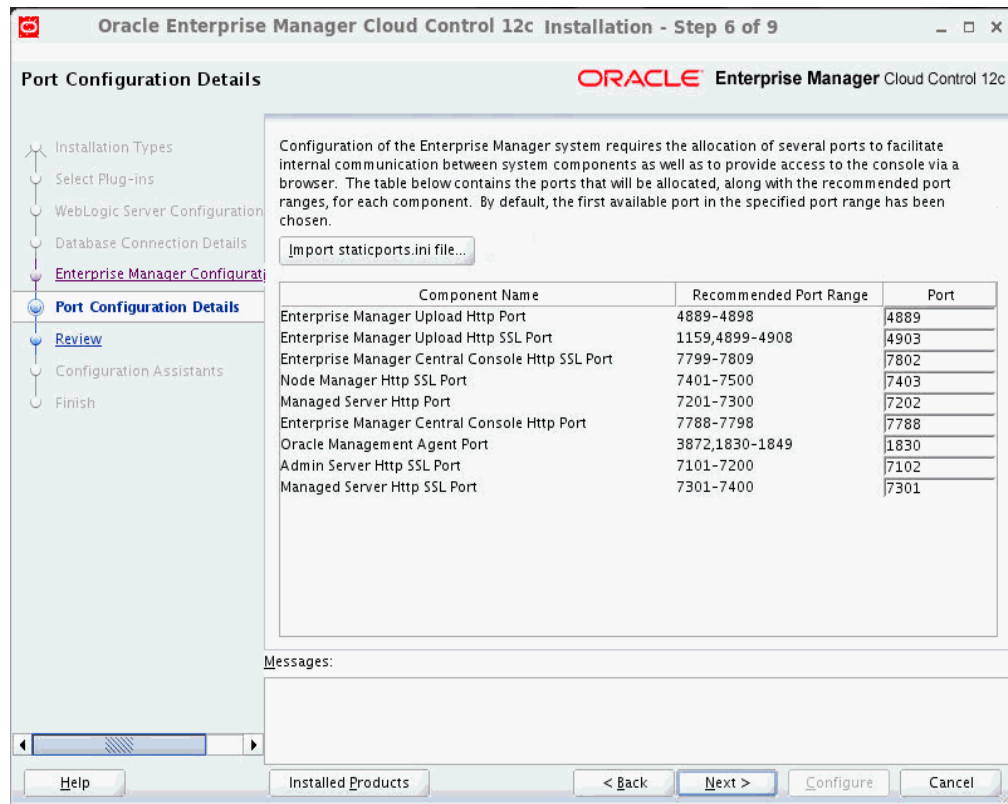 Oracle Enterprise Manager Cloud Control 12c Installation - Step 6 of 9
Port Configuration Details
ORACLE Enterprise Manager Cloud Control 12c
Installation Types
Select Plug-ins
WebLogic Server Configuration
Database Connection Details
Enterprise Manager Configurati
Port Configuration Details
Review
Configuration Assistants
Finish
Configuration of the Enterprise Manager system requires the allocation of several ports to facilitate
internal communication between system components as well as to provide access to the console via a
browser. The table below contains the ports that will be allocated, along with the recommended port
ranges, for each component. By default, the first available port in the specified port range has been
chosen.
Import staticports.ini file...
Component Name Recommended Port Range Port
Enterprise Manager Upload Http Port 4889-4898 4889
Enterprise Manager Upload Http SSL Port 1159,4899-4908 4903
Enterprise Manager Central Console Http SSL Port 7799-7809 7802
Node Manager Http SSL Port 7401-7500 7403
Managed Server Http Port 7201-7300 7202
Enterprise Manager Central Console Http Port 7788-7798 7788
Oracle Management Agent Port 3872,1830-1849 1830
Admin Server Http SSL Port 7101-7200 7102
Managed Server Http SSL Port 7301-7400 7301
Messages:
Help Installed Products < Back Next > Configure Cancel